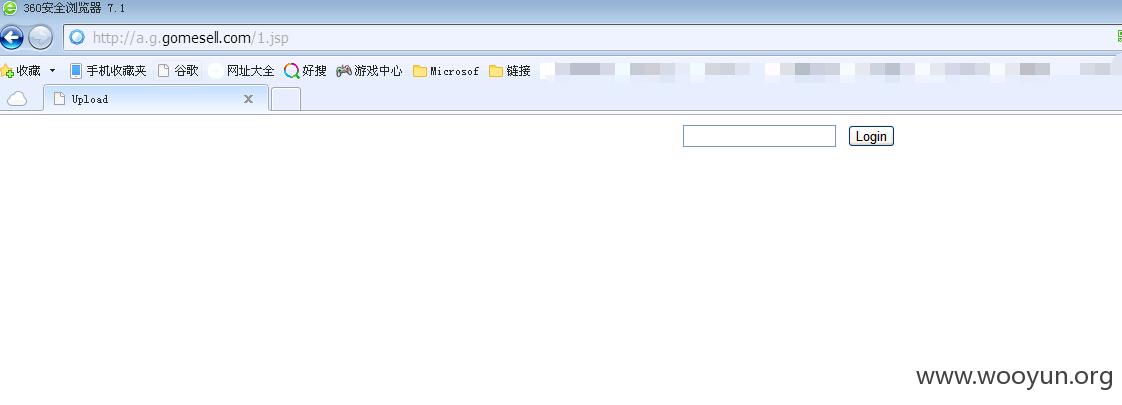 360安全浏览器 7.1
http://a.g.gomesell.com/1.jsp
收藏 手机收藏夹 谷歌 网址大全 好搜 游戏中心 Microsof 链接
Upload
Login
www.wooyun.org